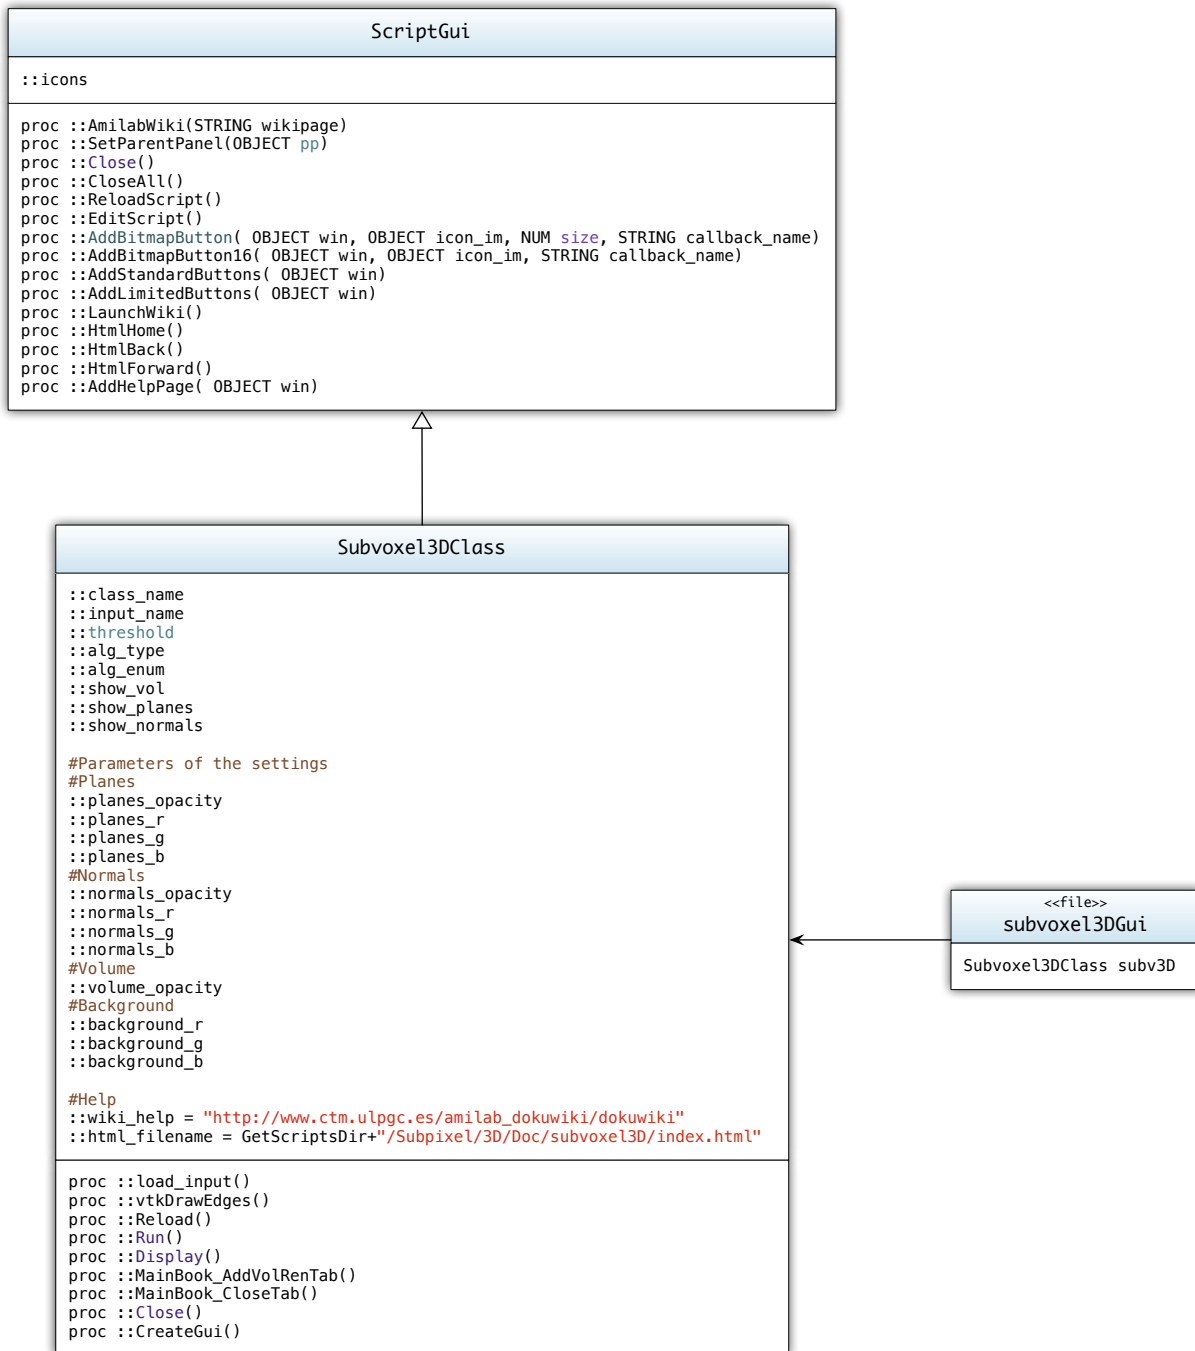 ScriptGui
::icons
proc ::AmilabWiki(STRING wikipage)
proc ::SetParentPanel(OBJECT pp)
proc ::Close()
proc ::CloseAll()
proc ::ReloadScript()
proc ::EditScript()
proc ::AddBitmapButton( OBJECT win, OBJECT icon_im, NUM size, STRING callback_name)
proc ::AddBitmapButton16( OBJECT win, OBJECT icon_im, STRING callback_name)
proc ::AddStandardButtons( OBJECT win)
proc ::AddLimitedButtons( OBJECT win)
proc ::LaunchWiki()
proc ::HtmlHome()
proc ::HtmlBack()
proc ::HtmlForward()
proc ::AddHelpPage( OBJECT win)
Subvoxel3DClass
::class_name
::input_name
::threshold
::alg_type
::alg_enum
::show_vol
::show_planes
::show_normals
#Parameters of the settings
#Planes
::planes_opacity
::planes_r
::planes_g
::planes_b
#Normals
::normals_opacity
::normals_r
::normals_g
::normals_b
#Volume
::volume_opacity
#Background
::background_r
::background_g
::background_b
#Help
::wiki_help = "http://www.ctm.ulpgc.es/amilab_dokuwiki/dokuwiki"
::html_filename = GetScriptsDir+"/Subpixel/3D/Doc/subvoxel3D/index.html"
proc ::load_input()
proc ::vtkDrawEdges()
proc ::Reload()
proc ::Run()
proc ::Display()
proc ::MainBook_AddVolRenTab()
proc ::MainBook_CloseTab()
proc ::Close()
proc ::CreateGui()
<<file>>
subvoxel3DGui
Subvoxel3DClass subv3D